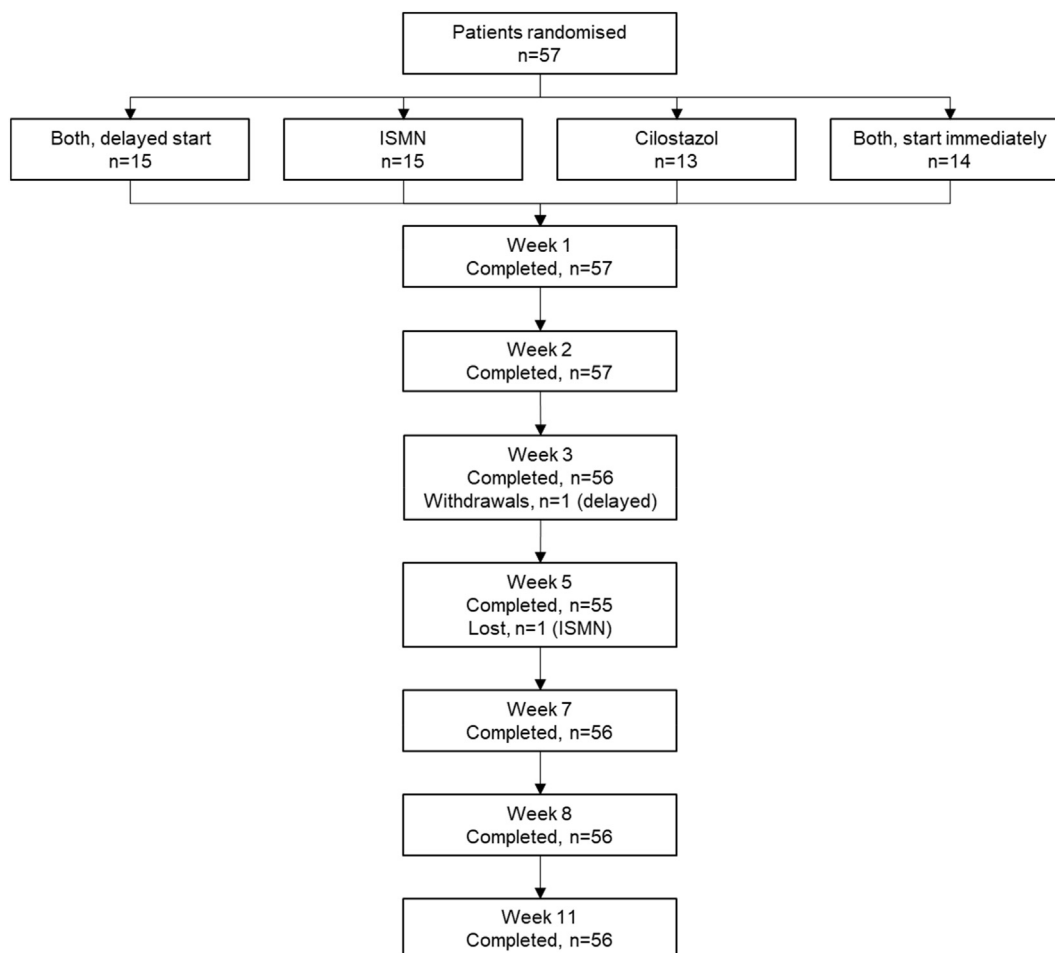 Patients randomised
n=57
Both, delayed start
n=15
ISMN
n=15
Cilostazol
n=13
Both, start immediately
n=14
Week 1
Completed, n=57
Week 2
Completed, n=57
Week 3
Completed, n=56
Withdrawals, n=1 (delayed)
Week 5
Completed, n=55
Lost, n=1 (ISMN)
Week 7
Completed, n=56
Week 8
Completed, n=56
Week 11
Completed, n=56